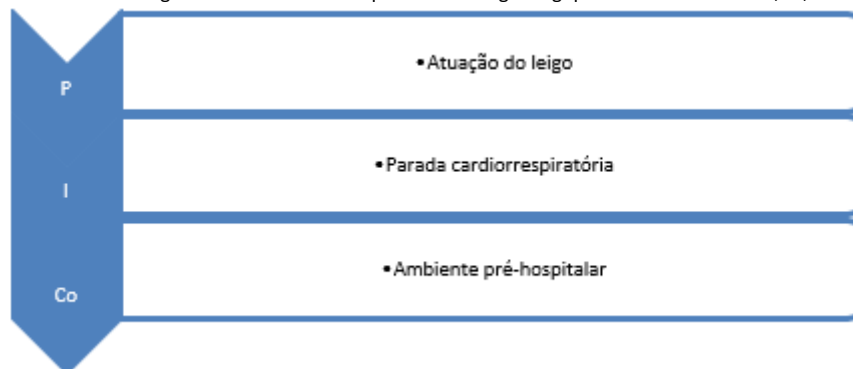 P
• Atuação do leigo
I
• Parada cardiorrespiratória
Co
• Ambiente pré-hospitalar